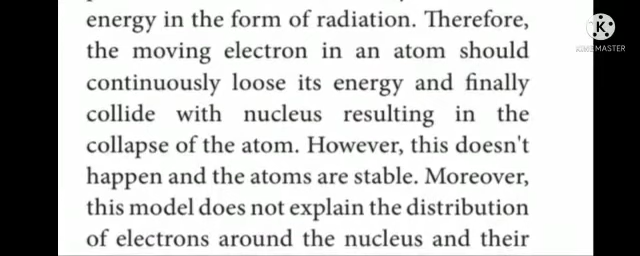 energy in the form of radiation. Therefore,
the moving electron in an atom should
continuously loose its energy and finally
collide with nucleus resulting in the
collapse of the atom. However, this doesn't
happen and the atoms are stable. Moreover,
this model does not explain the distribution
of electrons around the nucleus and their
K
KINEMASTER